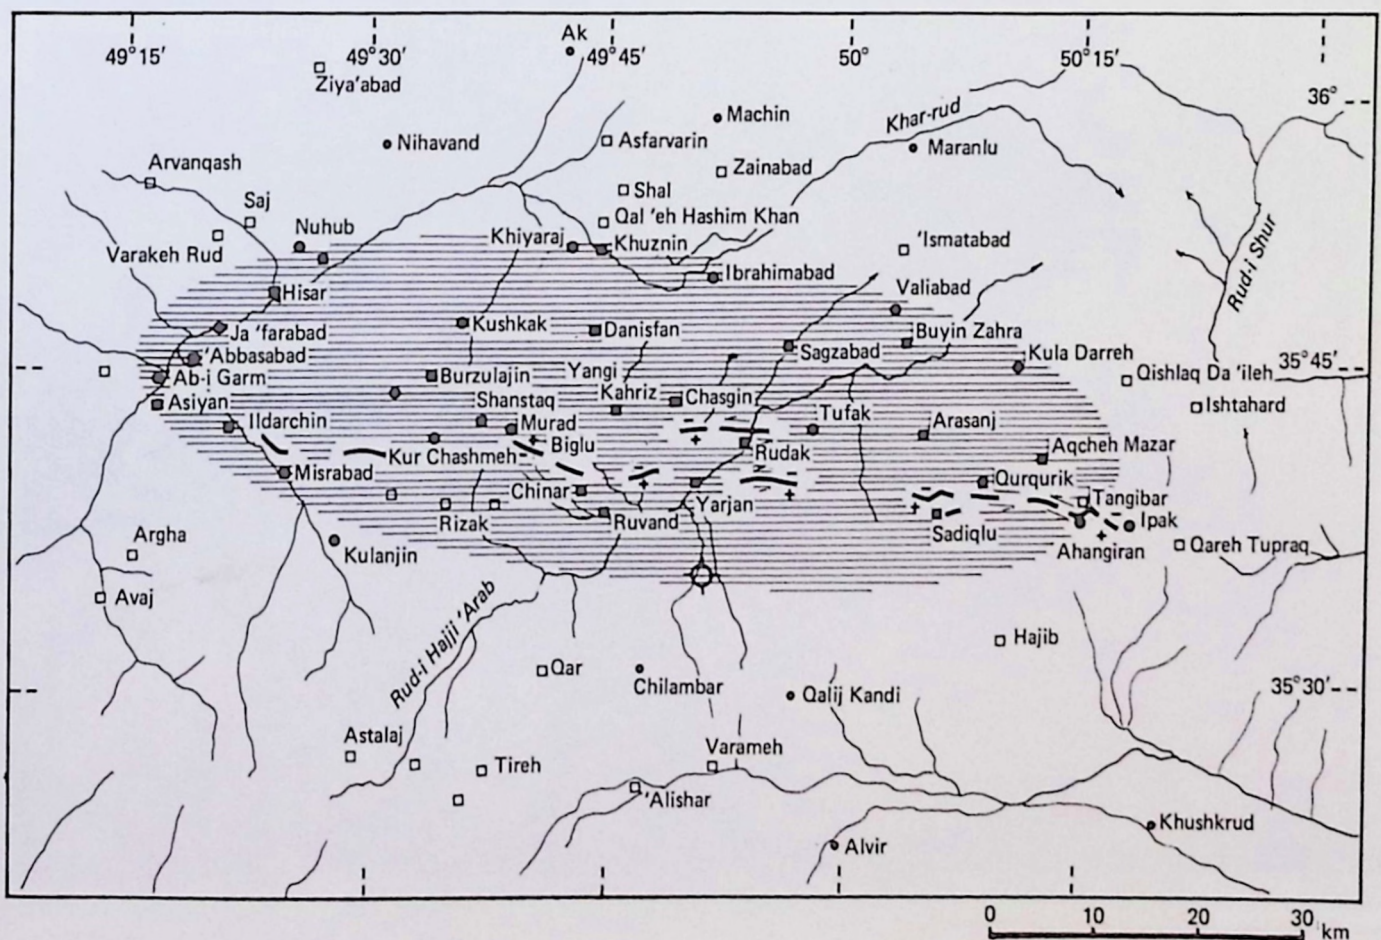 49°15′
49°30′
49°45′
50°
50°15′
Ak
Ziya'abad
36°
Machin
Khar-rud
Nihavand
Asfarvarin
Maranlu
Arvanqash
Zainabad
Shal
Saj
Qal 'eh Hashim Khan
Nuhub
Khiyaraj
Khuznin
'Ismatabad
Varakeh Rud
Rud-i Shur
Ibrahimabad
Hisar
Valiabad
Ja 'farabad
Kushkak
Danisfan
Buyin Zahra
'Abbasabad
Sagzabad
Kula Darreh
35°45′
Ab-i Garm
Burzulajin
Yangi
Kahriz
Qishlaq Da 'ileh
Asiyan
Shanstaq
Chasgin
Ishtahard
Ildarchin
Murad
Tufak
Arasanj
Biglu
Aqcheh Mazar
Kur Chashmeh
Rudak
Misrabad
Qurqurik
Chinar
Yarjan
Tangibar
Rizak
Ruvand
Sadiqlu
Ipak
Argha
Kulanjin
Ahangiran
Qareh Tupraq
Avaj
Rud-i Hajji 'Arab
Hajib
Qar
Chilambar
Qalij Kandi
35°30′
Astalaj
Varameh
Tireh
'Alishar
Khushkrud
Alvir
0 10 20 30 km